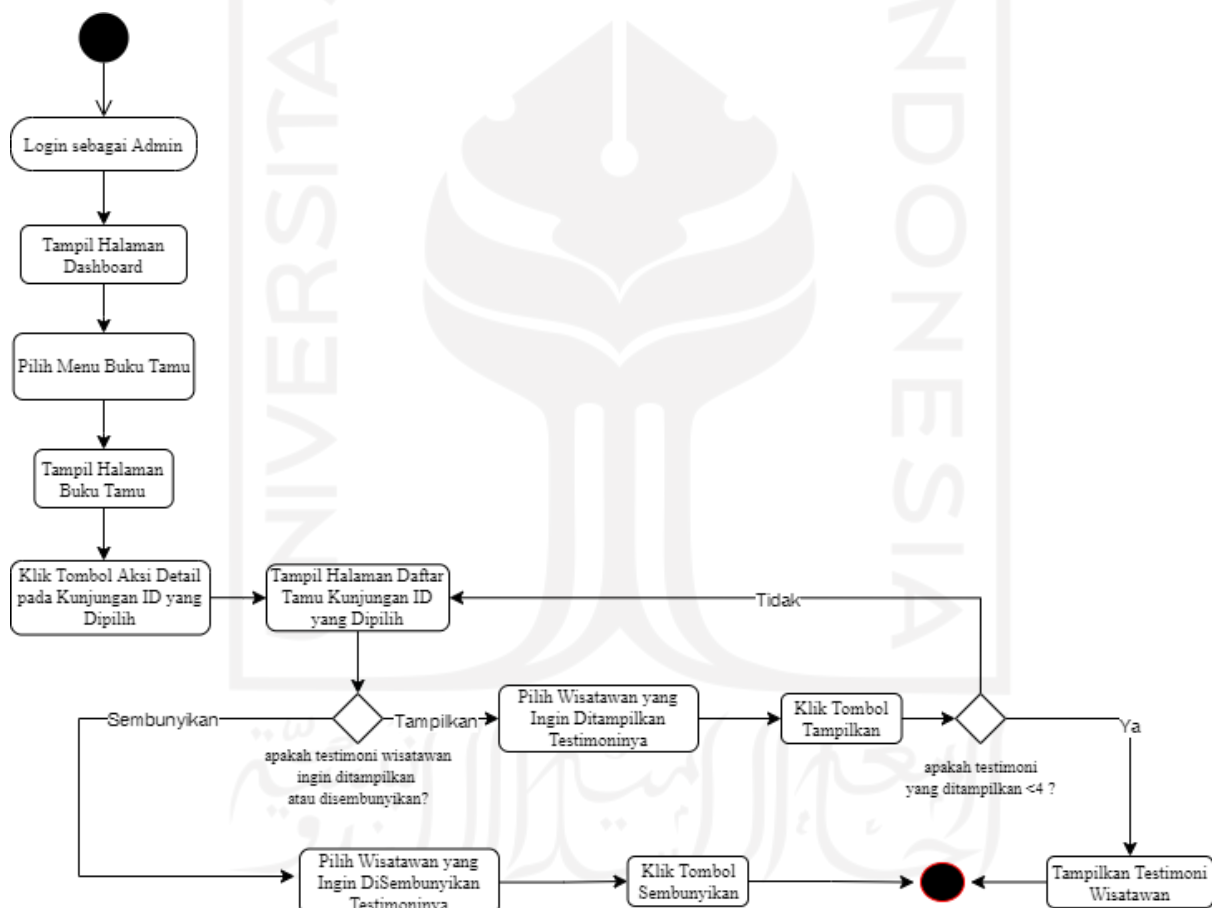 Login sebagai Admin
Tampil Halaman
Dashboard
Pilih Menu Buku Tamu
Tampil Halaman
Buku Tamu
Klik Tombol Aksi Detail
pada Kunjungan ID yang
Dipilih
Tampil Halaman Daftar
Tamu Kunjungan ID
yang Dipilih
Tidak
Sembunyikan
Tampilkan
apakah testimoni wisatawan
ingin ditampilkan
atau disembunyikan?
Pilih Wisatawan yang
Ingin Ditampilkan
Testimoninya
Klik Tombol
Tampilkan
apakah testimoni
yang ditampilkan <4 ?
Ya
Pilih Wisatawan yang
Ingin DiSembunyikan
Testimoninya
Klik Tombol
Sembunyikan
Tampilkan Testimoni
Wisatawan
UNIVERSITA
NDONESIA